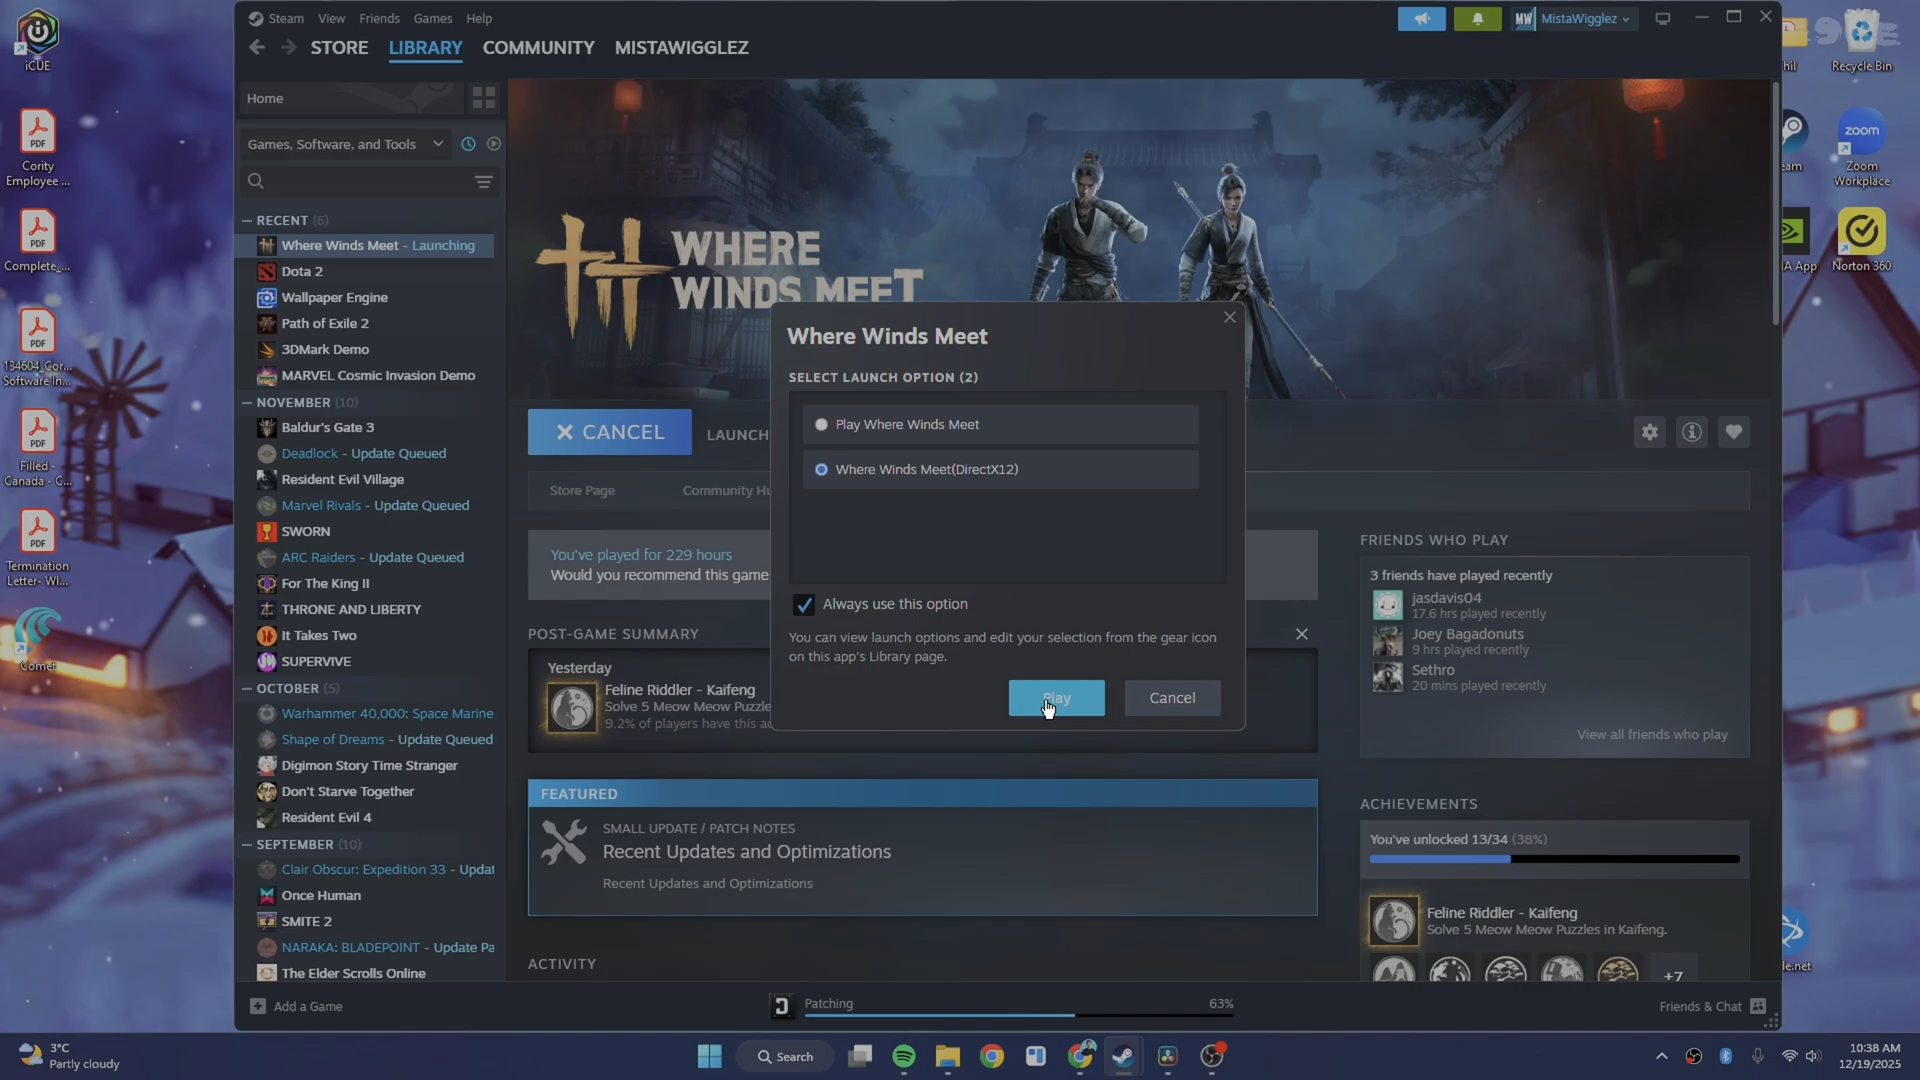 iCUE
PDF
Cority
Employee ...
PDF
Complete_...
PDF
134604_Cor...
Software In...
PDF
Filled -
Canada - C...
PDF
Termination
Letter- WI...
Comet
Steam View Friends Games Help
MW MistaWigglez
STORE LIBRARY COMMUNITY MISTAWIGGLEZ
Home
Games, Software, and Tools
RECENT (6)
Where Winds Meet - Launching
Dota 2
Wallpaper Engine
Path of Exile 2
3DMark Demo
MARVEL Cosmic Invasion Demo
NOVEMBER (10)
Baldur's Gate 3
Deadlock - Update Queued
Resident Evil Village
Marvel Rivals - Update Queued
SWORN
ARC Raiders - Update Queued
For The King II
THRONE AND LIBERTY
It Takes Two
SUPERVIVE
OCTOBER (5)
Warhammer 40,000: Space Marine
Shape of Dreams - Update Queued
Digimon Story Time Stranger
Don't Starve Together
Resident Evil 4
SEPTEMBER (10)
Clair Obscur: Expedition 33 - Updat
Once Human
SMITE 2
NARAKA: BLADEPOINT - Update Pa
The Elder Scrolls Online
WHERE
WINDS MEET
CANCEL
LAUNCH
Store Page
Community Hu
You've played for 229 hours
Would you recommend this game
POST-GAME SUMMARY
Yesterday
Feline Riddler - Kaifeng
Solve 5 Meow Meow Puzzle
9.2% of players have this ac
FEATURED
SMALL UPDATE / PATCH NOTES
Recent Updates and Optimizations
Recent Updates and Optimizations
ACTIVITY
Where Winds Meet
SELECT LAUNCH OPTION (2)
Play Where Winds Meet
Where Winds Meet(DirectX12)
Always use this option
You can view launch options and edit your selection from the gear icon
on this app's Library page.
Play
Cancel
FRIENDS WHO PLAY
3 friends have played recently
jasdavis04
17.6 hrs played recently
Joey Bagadonuts
9 hrs played recently
Sethro
20 mins played recently
View all friends who play
ACHIEVEMENTS
You've unlocked 13/34 (38%)
Feline Riddler - Kaifeng
Solve 5 Meow Meow Puzzles in Kaifeng.
+7
Add a Game
Patching
63%
Friends & Chat
hil
Recycle Bin
eam
zoom
Zoom
Workplace
IA App
Norton 360
le.net
3°C
Partly cloudy
Search
10:38 AM
12/19/2025